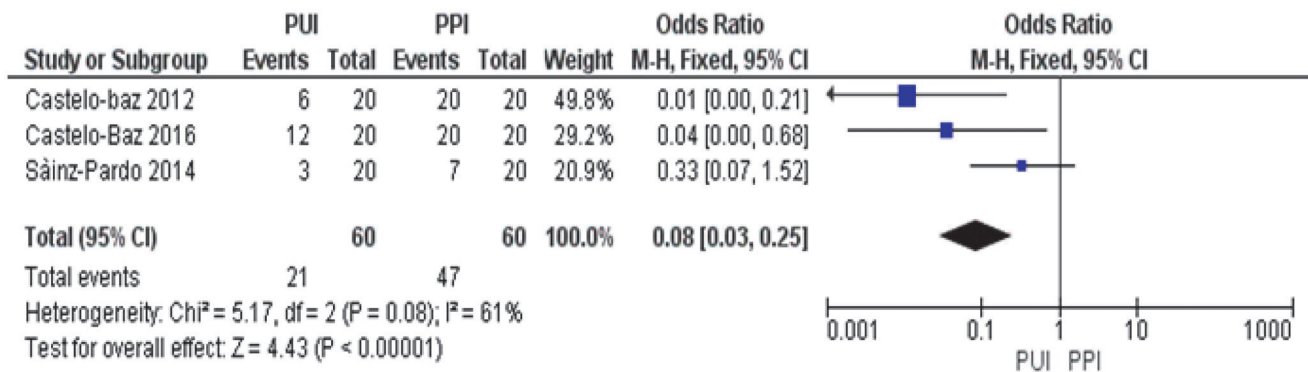 PUI PPI Odds Ratio Odds Ratio
Study or Subgroup Events Total Events Total Weight M-H, Fixed, 95% CI M-H, Fixed, 95% CI
Castelo-baz 2012 6 20 20 20 49.8% 0.01 [0.00, 0.21]
Castelo-Baz 2016 12 20 20 20 29.2% 0.04 [0.00, 0.68]
Sàinz-Pardo 2014 3 20 7 20 20.9% 0.33 [0.07, 1.52]
Total (95% CI) 60 60 100.0% 0.08 [0.03, 0.25]
Total events 21 47
Heterogeneity: Chi² = 5.17, df = 2 (P = 0.08); I² = 61%
Test for overall effect: Z = 4.43 (P < 0.00001)
0.001 0.1 1 10 1000
PUI PPI